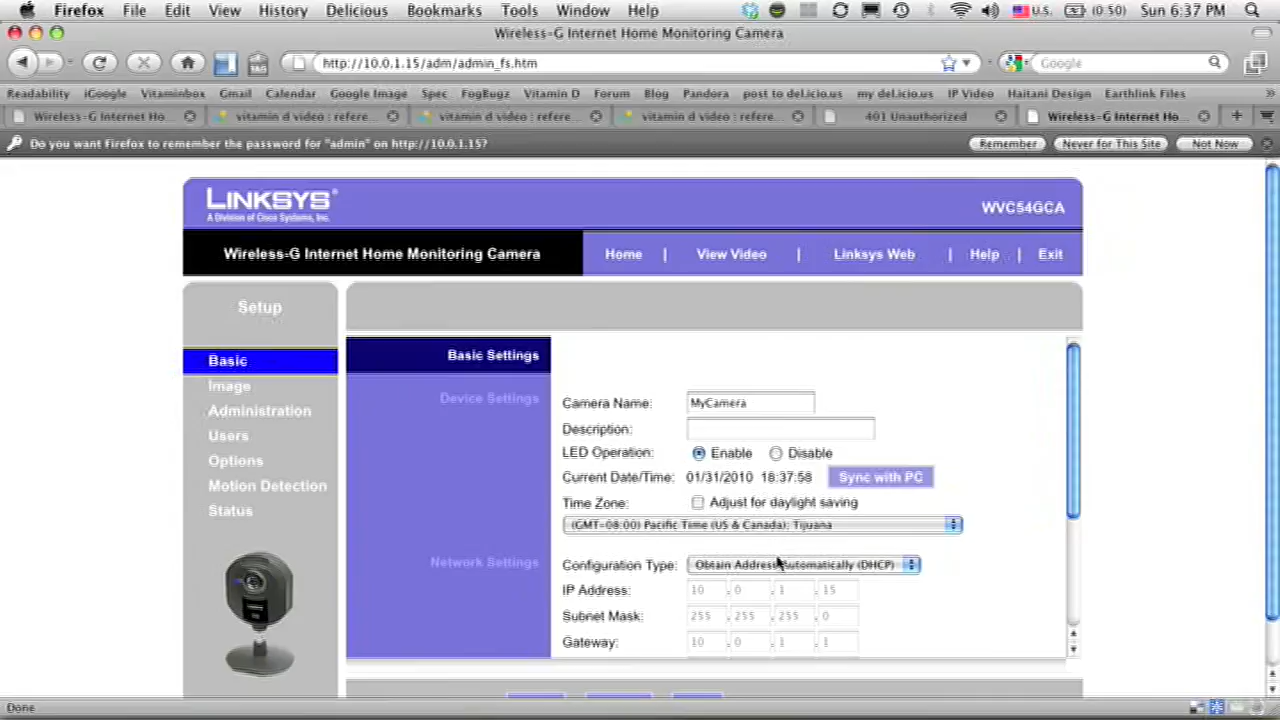 Firefox File Edit View History Delicious Bookmarks Tools Window Help U.S. (0:50) Sun 6:37 PM
Wireless-G Internet Home Monitoring Camera
http://10.0.1.15/adm/admin_fs.htm Google
Readability iGoogle Vitaminbox Gmail Calendar Google Image Spec FogBugz Vitamin D Forum Blog Pandora post to del.icio.us my del.icio.us IP Video Haitani Design Earthlink Files »
Wireless-G Internet Ho... vitamin d video : refere... vitamin d video : refere... vitamin d video : refere... 401 Unauthorized Wireless-G Internet Ho...
Do you want Firefox to remember the password for "admin" on http://10.0.1.15? Remember Never for This Site Not Now
LINKSYS®
A Division of Cisco Systems, Inc.
WVC54GCA
Wireless-G Internet Home Monitoring Camera Home | View Video | Linksys Web | Help | Exit
Setup
Basic
Image
Administration
Users
Options
Motion Detection
Status
Basic Settings
Device Settings
Camera Name: MyCamera
Description:
LED Operation: Enable Disable
Current Date/Time: 01/31/2010 18:37:58 Sync with PC
Time Zone: Adjust for daylight saving
(GMT-08:00) Pacific Time (US & Canada); Tijuana
Network Settings
Configuration Type: Obtain Address Automatically (DHCP)
IP Address: 10 . 0 . 1 . 15
Subnet Mask: 255 . 255 . 255 . 0
Gateway: 10 . 0 . 1 . 1
Done